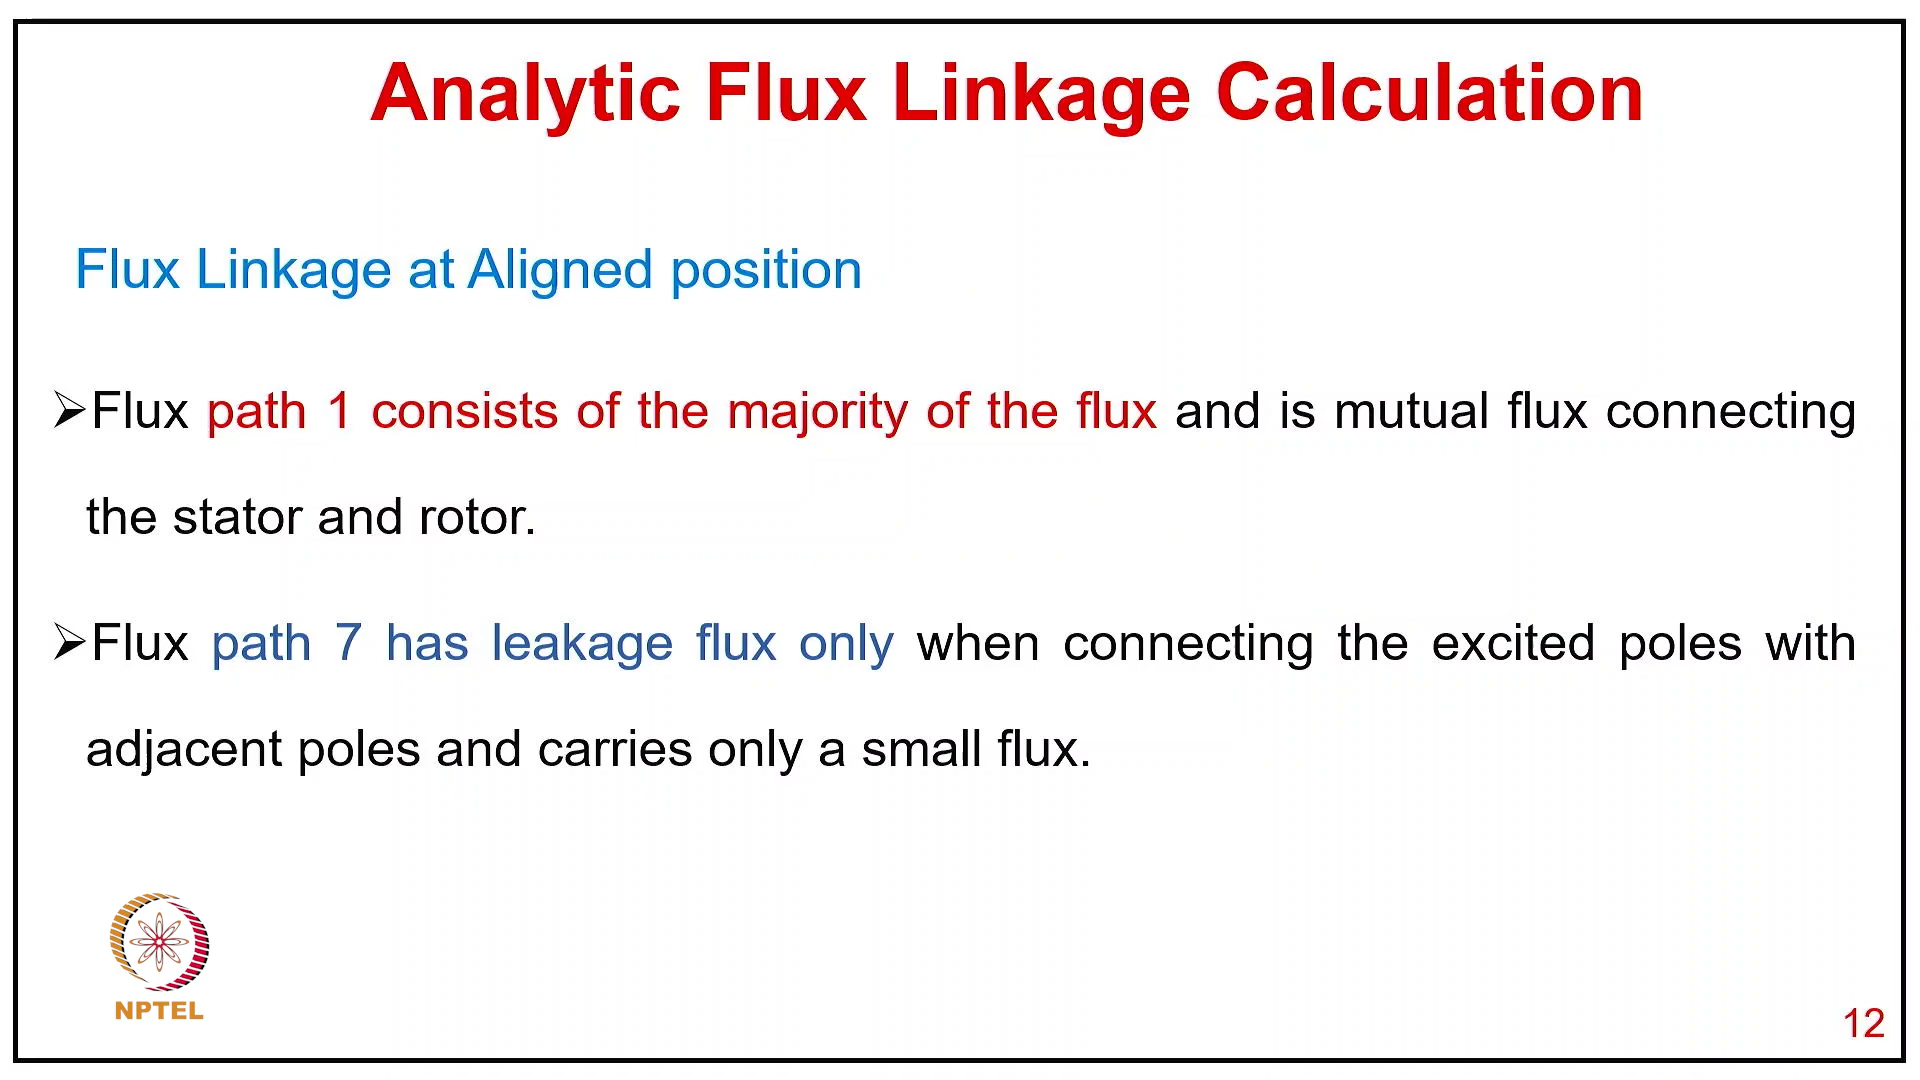 Analytic Flux Linkage Calculation
Flux Linkage at Aligned position
➢Flux path 1 consists of the majority of the flux and is mutual flux connecting
the stator and rotor.
➢Flux path 7 has leakage flux only when connecting the excited poles with
adjacent poles and carries only a small flux.
NPTEL
12